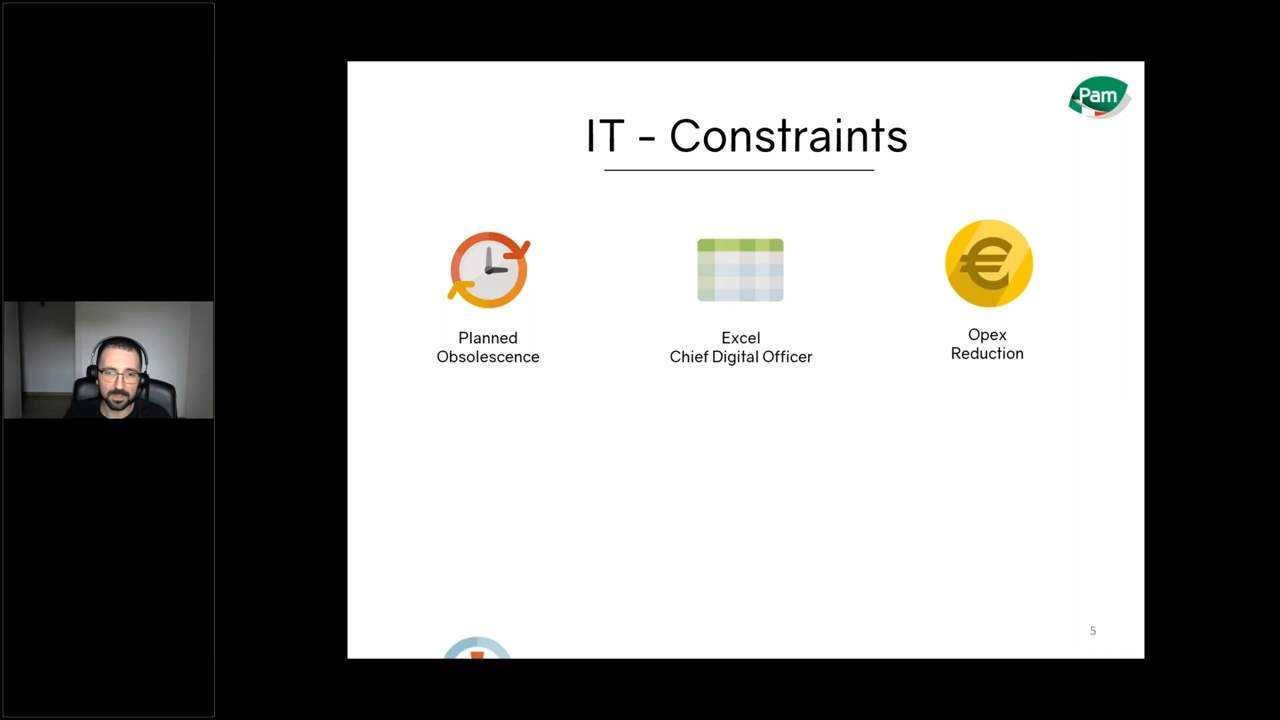 Pam
IT - Constraints
Planned
Obsolescence
Excel
Chief Digital Officer
Opex
Reduction
5